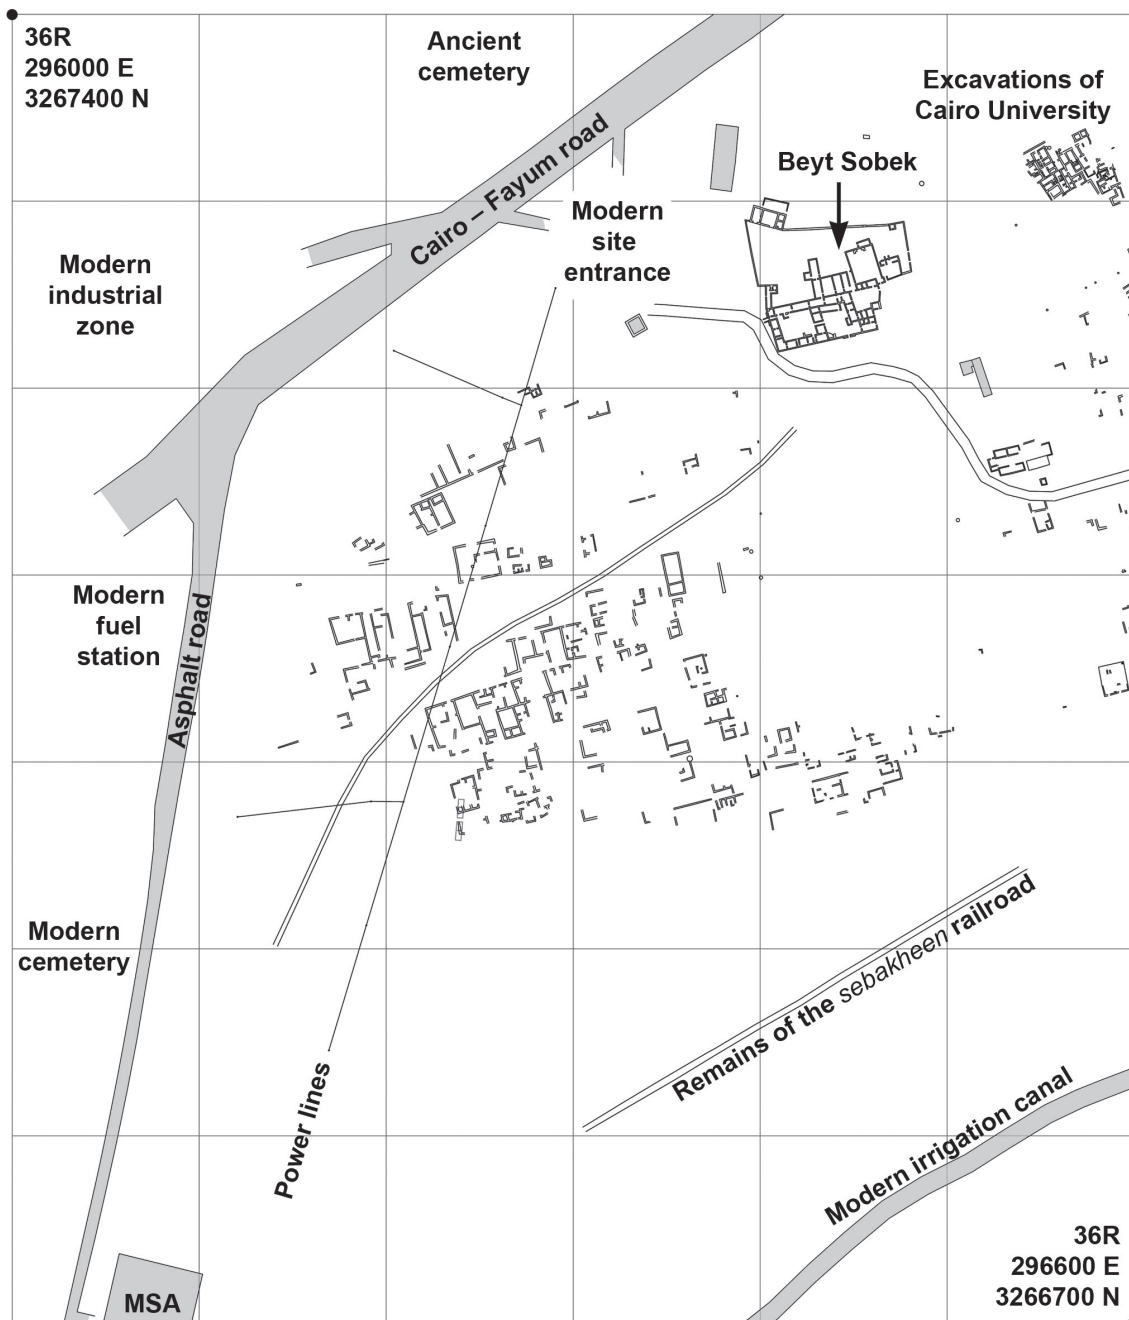 36R
296000 E
3267400 N
Ancient
cemetery
Excavations of
Cairo University
Beyt Sobek
Cairo – Fayum road
Modern
site
entrance
Modern
industrial
zone
Modern
fuel
station
Asphalt road
Modern
cemetery
Remains of the sebakheen railroad
Power lines
Modern irrigation canal
36R
296600 E
3266700 N
MSA